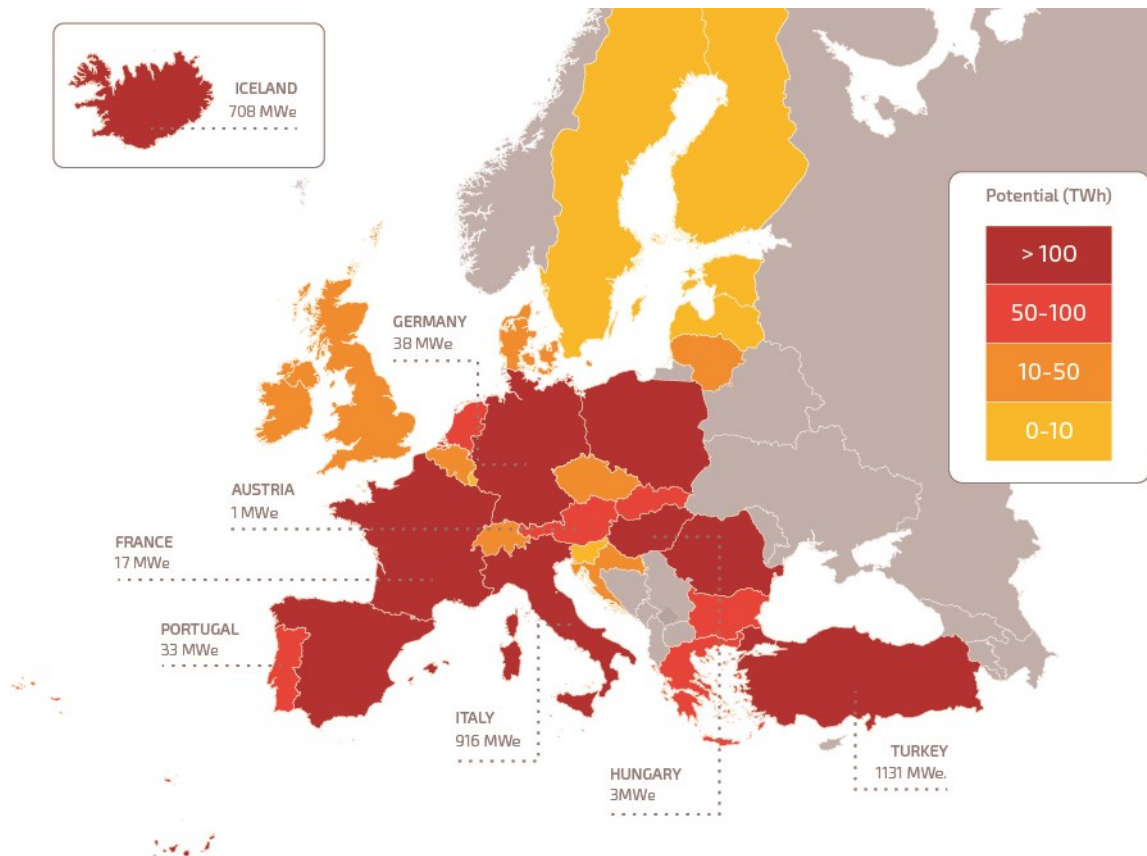 ICELAND
708 MWe
Potential (TWh)
> 100
50-100
10-50
0-10
GERMANY
38 MWe
AUSTRIA
1 MWe
FRANCE
17 MWe
PORTUGAL
33 MWe
ITALY
916 MWe
HUNGARY
3MWe
TURKEY
1131 MWe.